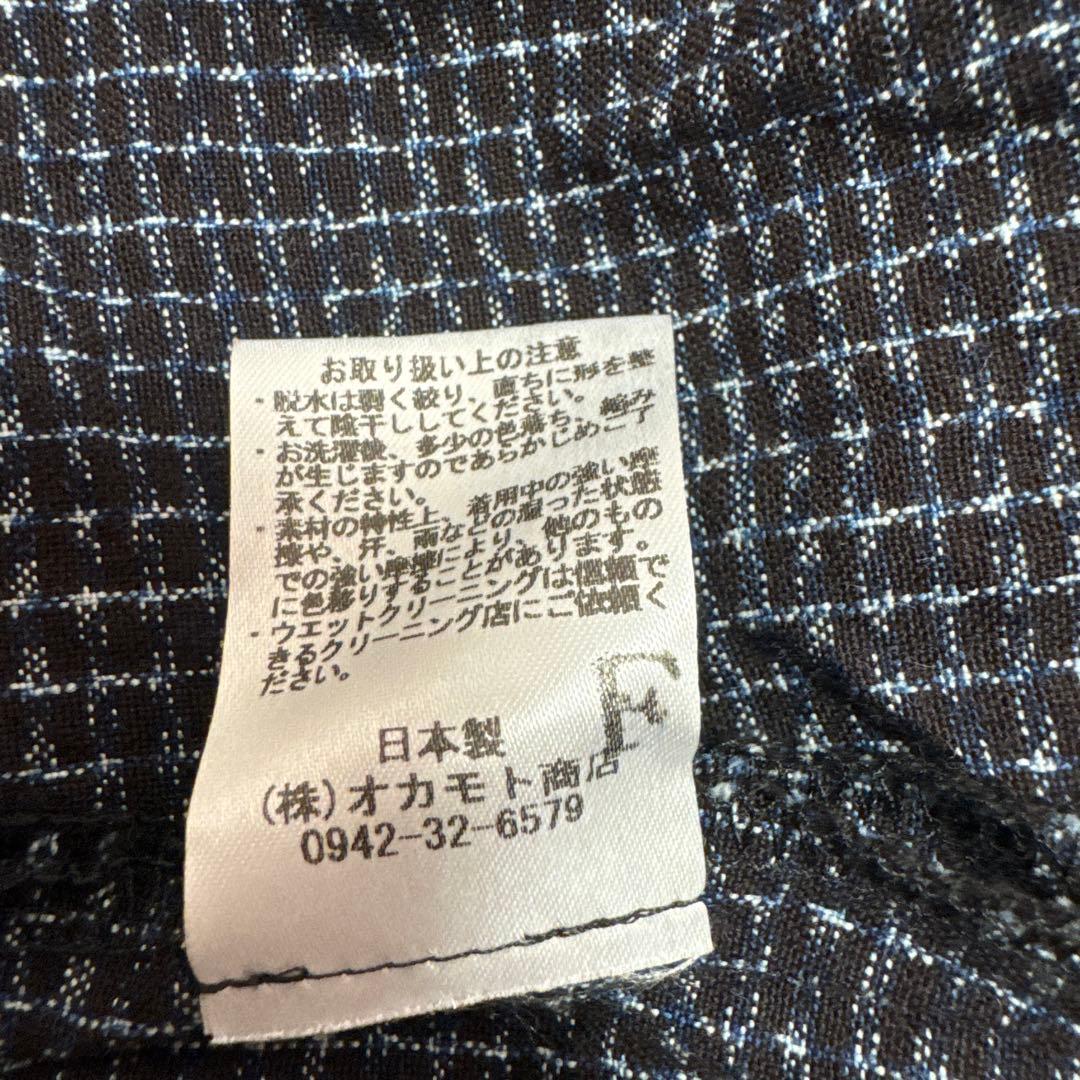 お取り扱い上の注意
・脱水は弱く絞り、直ちに形を整
えて陰干ししてください。
・お洗濯後、多少の色落ち、縮み
が生じますのであらかじめご了
承ください。
・素材の特性上、着用中の強い摩
擦や、汗、雨などの湿った状態
での強い摩擦により、他のもの
に色移りすることがあります。
・ウエットクリーニングは信頼で
きるクリーニング店にご依頼く
ださい。
F
日本製
(株)オカモト商店
0942-32-6579